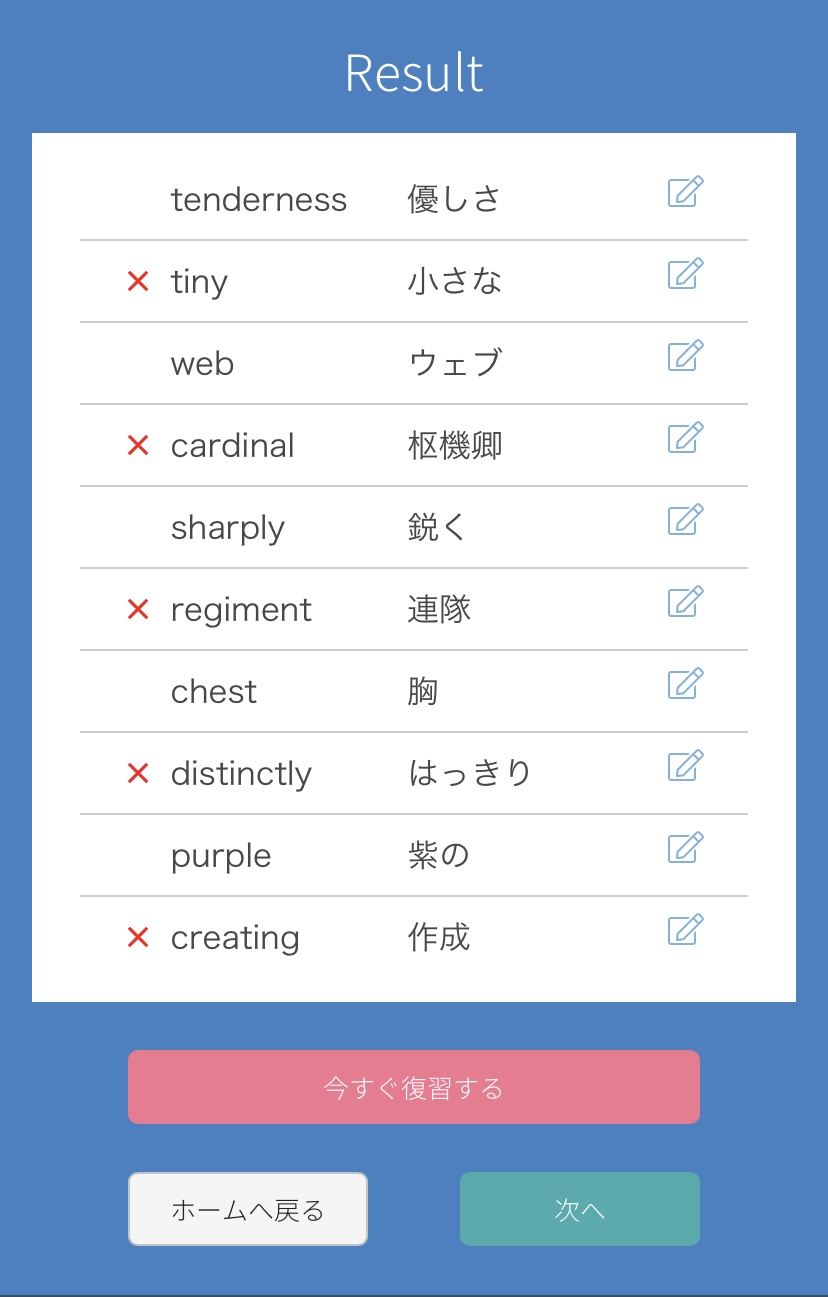 Result
tenderness 優しさ
× tiny 小さな
web ウェブ
× cardinal 枢機卿
sharply 鋭く
× regiment 連隊
chest 胸
× distinctly はっきり
purple 紫の
× creating 作成
今すぐ復習する
ホームへ戻る 次へ